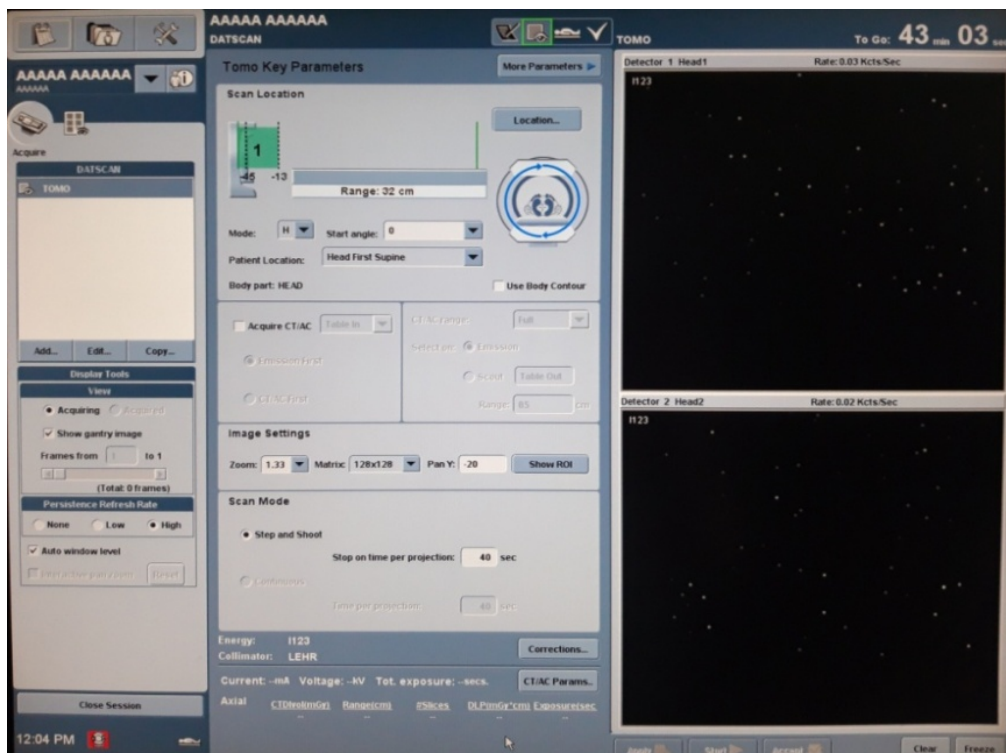 AAAAA AAAAAA
DATSCAN
TOMO
To Go: 43 min 03 sec
AAAAA AAAAAA
AAAAAA
Acquire
DATSCAN
TOMO
Add... Edit... Copy...
Display Tools
View
Acquiring Acquired
Show gantry image
Frames from 1 to 1
(Total: 0 frames)
Persistence Refresh Rate
None Low High
Auto window level
Reset
Close Session
12:04 PM
Tomo Key Parameters
More Parameters
Scan Location
Location...
1
-45 -13
Range: 32 cm
Mode: H Start angle: 0
Patient Location: Head First Supine
Body part: HEAD
Use Body Contour
Acquire CT/AC Table In
Emission First
CT/AC First
CT/AC range: Full
Selection: Emission
Scout Table Out
Range: 85 cm
Image Settings
Zoom: 1.33 Matrix: 128x128 Pan Y: -20 Show ROI
Scan Mode
Step and Shoot
Stop on time per projection: 40 sec
Continuous
Time per projection: 40 sec
Energy: I123
Collimator: LEHR
Corrections...
Current: --mA Voltage: --kV Tot. exposure: --secs.
CT/AC Params..
Axial CTDIvol(mGy) Range(cm) #Slices DLP(mGy*cm) Exposure(sec
-- -- -- -- --
Detector 1 Head1 Rate: 0.03 Kcts/Sec
I123
Detector 2 Head2 Rate: 0.02 Kcts/Sec
I123
Apply Start Accept Clear Freeze